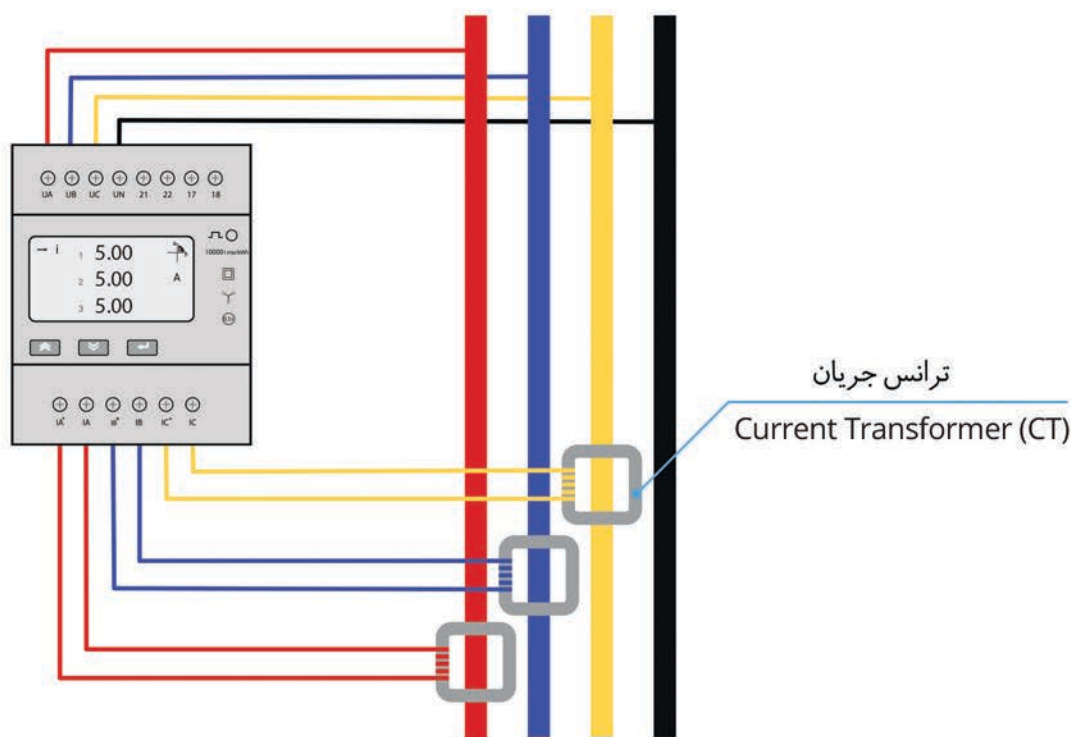 UA UB UC UN 21 22 17 18
→ i 1 5.00
2 5.00 A
3 5.00
IA* IA IB* IB IC* IC
ترانس جریان
Current Transformer (CT)